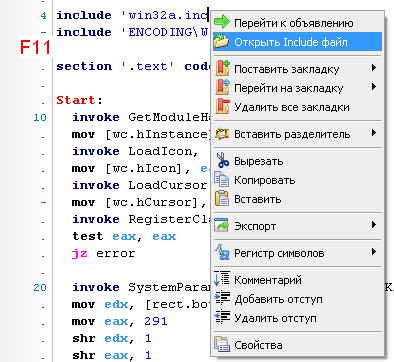 4 include 'win32a.inc
include 'ENCODING\W
F11
section '.text' code
Start:
10 invoke GetModuleHa
mov [wc.hInstance]
invoke LoadIcon,
mov [wc.hIcon], ea
invoke LoadCursor
mov [wc.hCursor],
invoke RegisterCla
test eax, eax
jz error
20 invoke SystemParam K
mov edx, [rect.bot
mov eax, 291
shr edx, 1
shr eax, 1
Перейти к объявлению
Открыть Include файл
Поставить закладку
Перейти на закладку
Удалить все закладки
Вставить разделитель
Вырезать
Копировать
Вставить
Экспорт
Регистр символов
Комментарий
Добавить отступ
Удалить отступ
Свойства